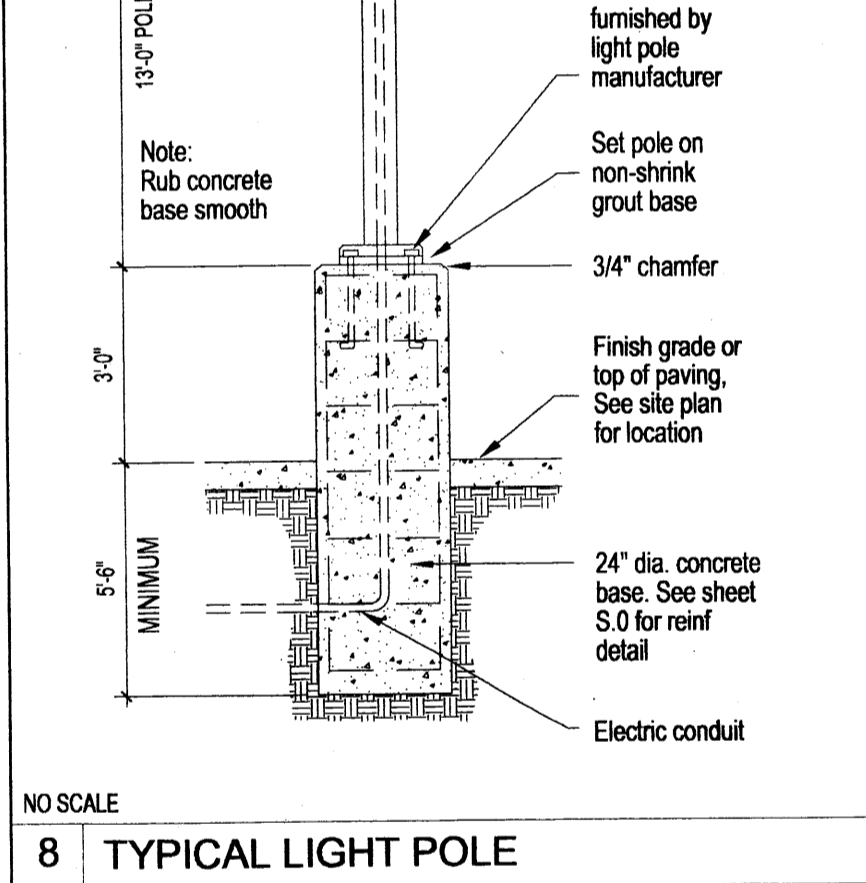 13'-0" POL
furnished by
light pole
manufacturer
Note:
Rub concrete
base smooth
Set pole on
non-shrink
grout base
3/4" chamfer
3'-0"
Finish grade or
top of paving,
See site plan
for location
5'-6"
MINIMUM
24" dia. concrete
base. See sheet
S.0 for reinf
detail
Electric conduit
NO SCALE
8 TYPICAL LIGHT POLE